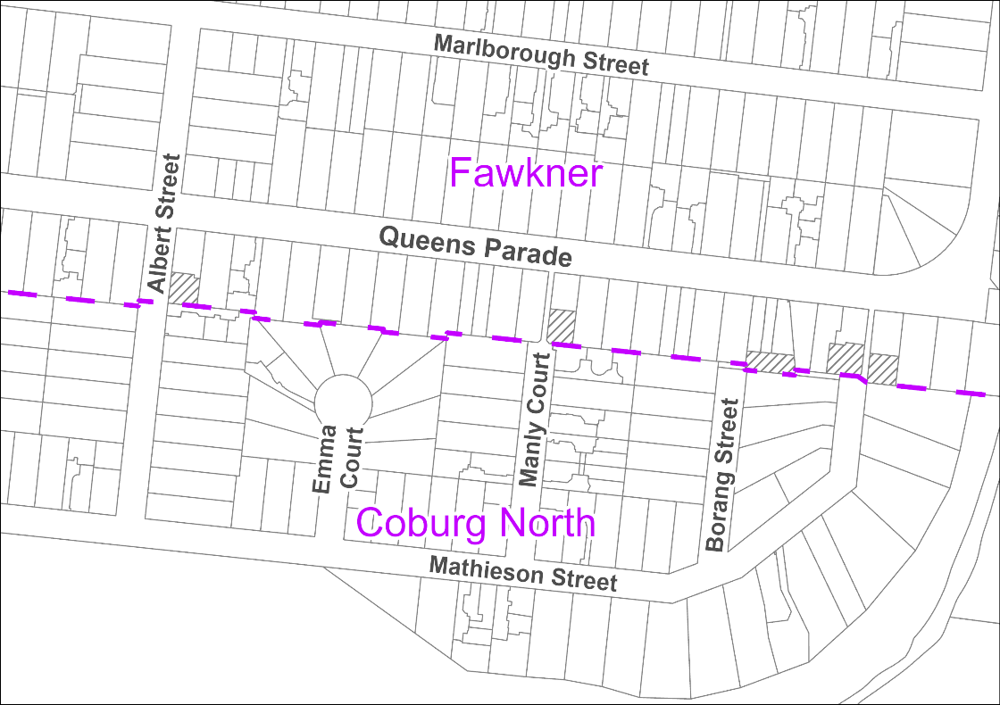 Marlborough Street
Fawkner
Albert Street
Queens Parade
Manly Court
Emma
Court
Borang Street
Coburg North
Mathieson Street